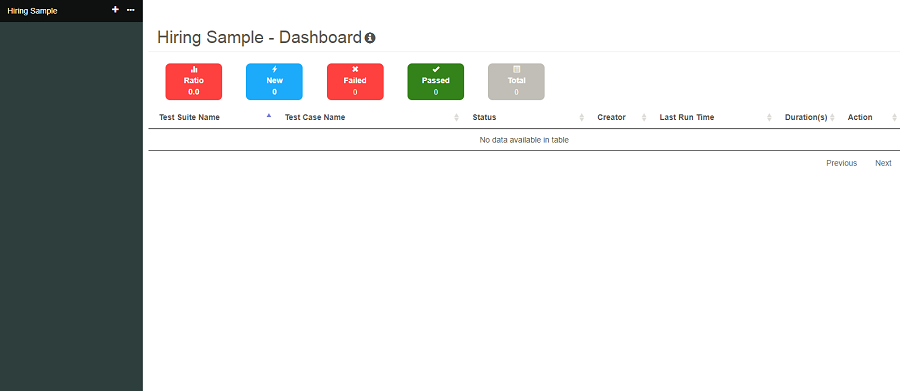 Hiring Sample
Hiring Sample - Dashboard
Ratio
0.0
New
0
Failed
0
Passed
0
Total
0
Test Suite Name Test Case Name Status Creator Last Run Time Duration(s) Action
No data available in table
Previous Next